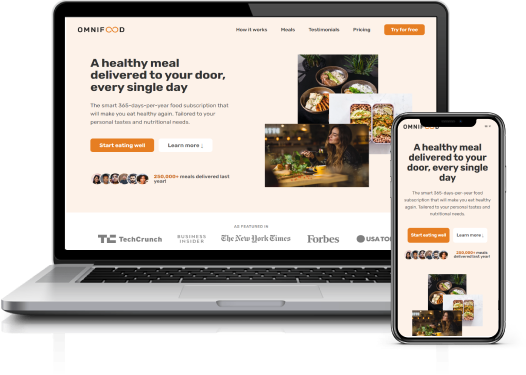 OMNIFOOD
How it works Meals Testimonials Pricing Try for free
A healthy meal
delivered to your door,
every single day
The smart 365-days-per-year food subscription that
will make you eat healthy again. Tailored to your
personal tastes and nutritional needs.
Start eating well Learn more ↓
250,000+ meals delivered last
year!
AS FEATURED IN
TechCrunch
BUSINESS
INSIDER
The New York Times
Forbes
USA TO
OMNIFOOD
A healthy meal
delivered to your
door, every single
day
The smart 365-days-per-year food
subscription that will make you eat healthy
again. Tailored to your personal tastes and
nutritional needs.
Start eating well Learn more ↓
250,000+ meals
delivered last year!